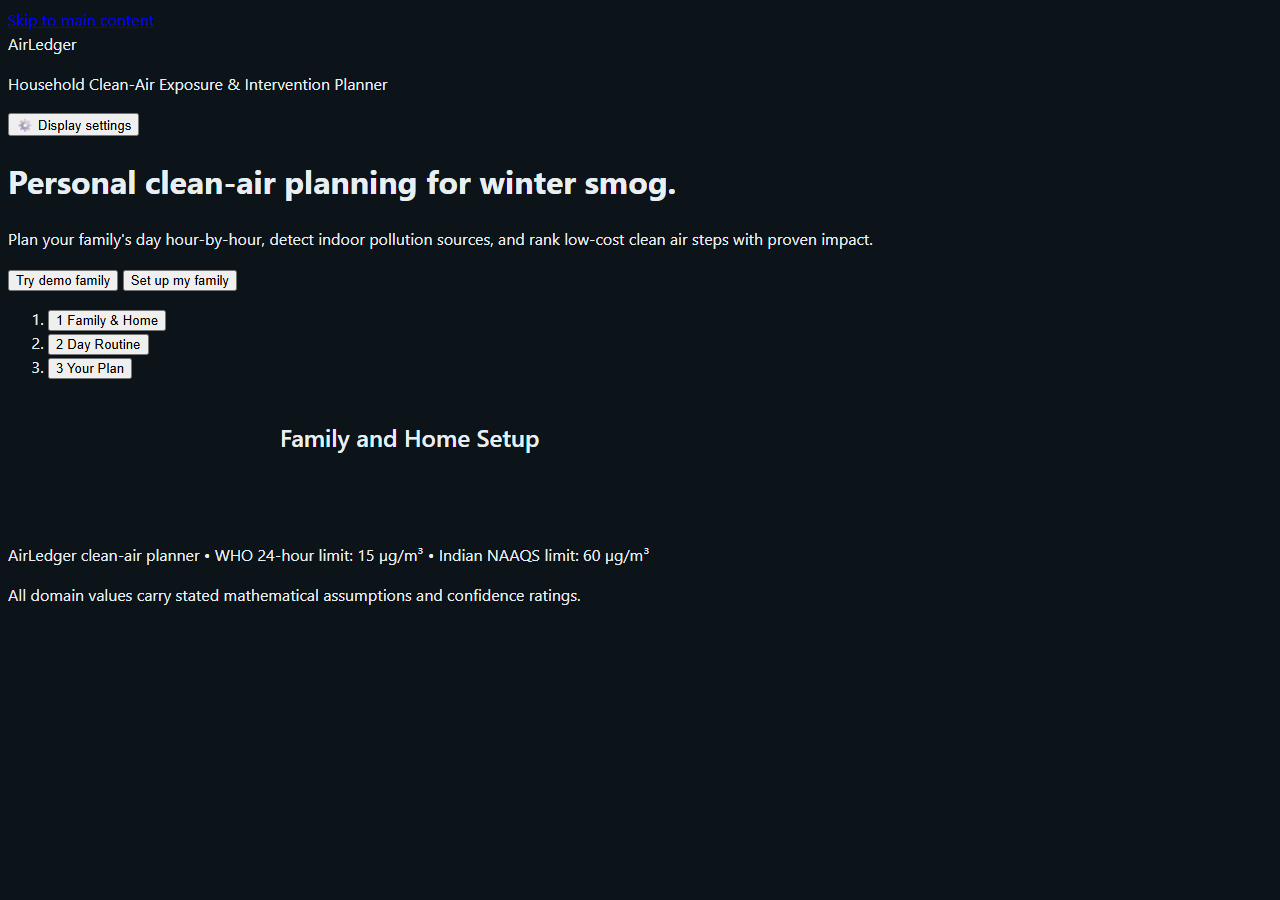 Skip to main content
AirLedger
Household Clean-Air Exposure & Intervention Planner
Display settings
Personal clean-air planning for winter smog.
Plan your family's day hour-by-hour, detect indoor pollution sources, and rank low-cost clean air steps with proven impact.
Try demo family Set up my family
1. 1 Family & Home
2. 2 Day Routine
3. 3 Your Plan
Family and Home Setup
AirLedger clean-air planner • WHO 24-hour limit: 15 µg/m³ • Indian NAAQS limit: 60 µg/m³
All domain values carry stated mathematical assumptions and confidence ratings.